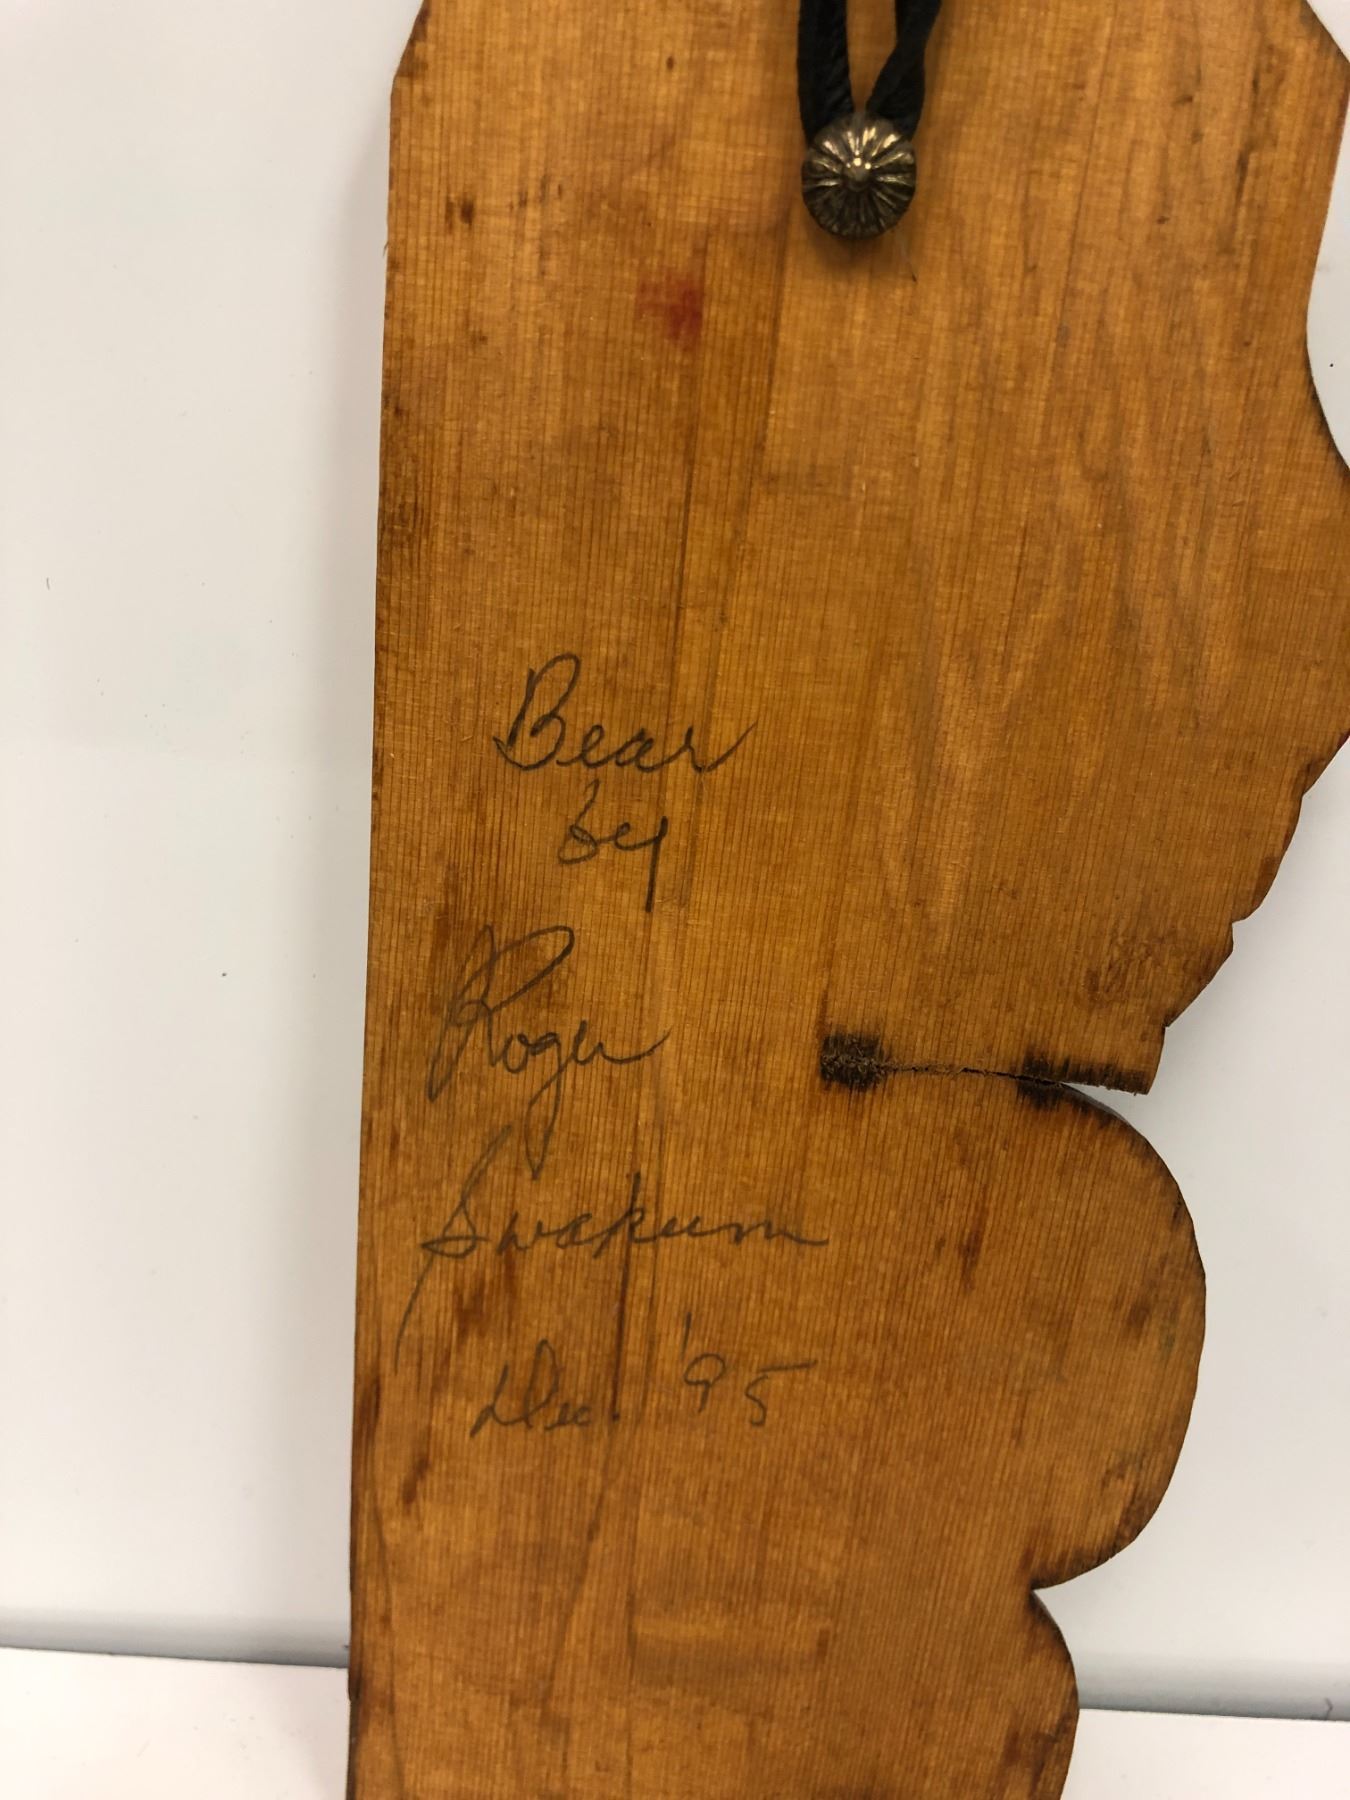 Bear
by
Roger
Swakum
Dec. '95